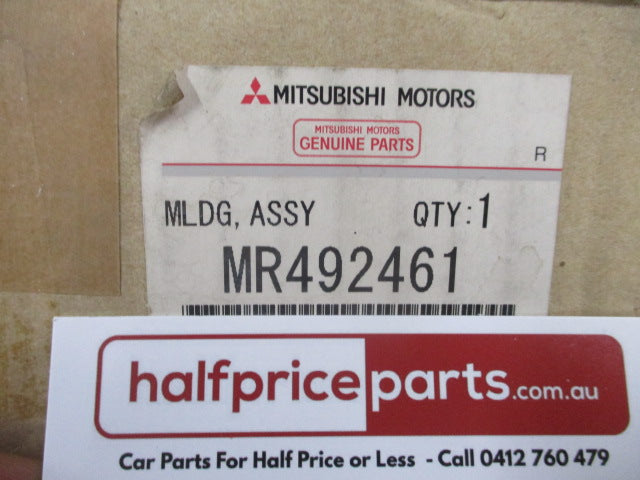 MITSUBISHI MOTORS
MITSUBISHI MOTORS
GENUINE PARTS
R
MLDG, ASSY QTY:1
MR492461
halfpriceparts.com.au
Car Parts For Half Price or Less - Call 0412 760 479